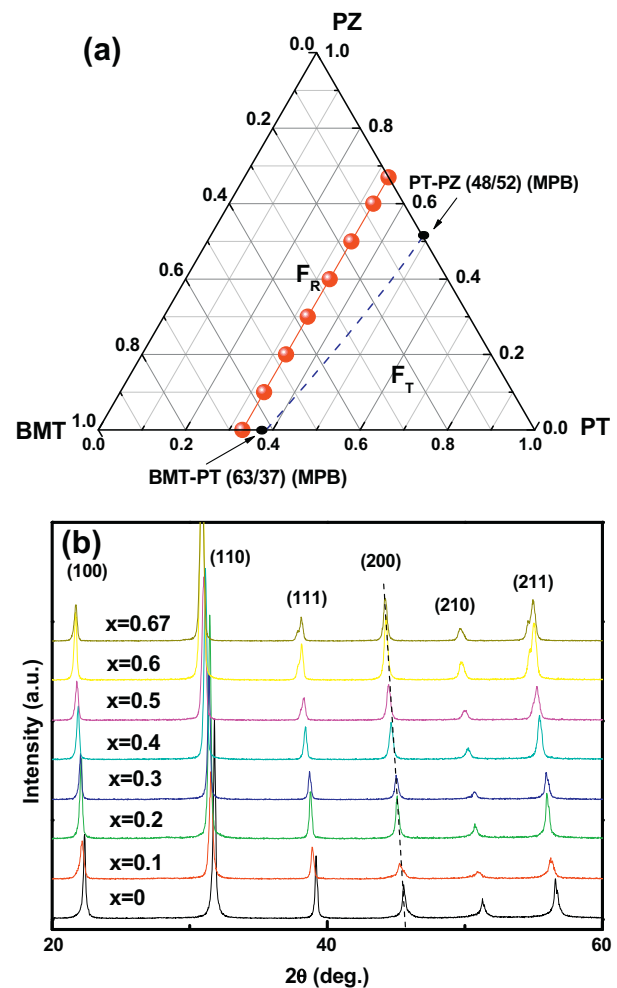 PZ
(a)
0.0 1.0
0.2 0.8
PT-PZ (48/52) (MPB)
0.4 0.6
F_R
0.6 0.4
0.8 0.2
F_T
BMT 1.0 0.0 PT
0.0 0.2 0.4 0.6 0.8 1.0
BMT-PT (63/37) (MPB)
(b)
(100) (110) (111) (200) (210) (211)
x=0.67
x=0.6
x=0.5
x=0.4
x=0.3
x=0.2
x=0.1
x=0
Intensity (a.u.)
20 40 60
2θ (deg.)